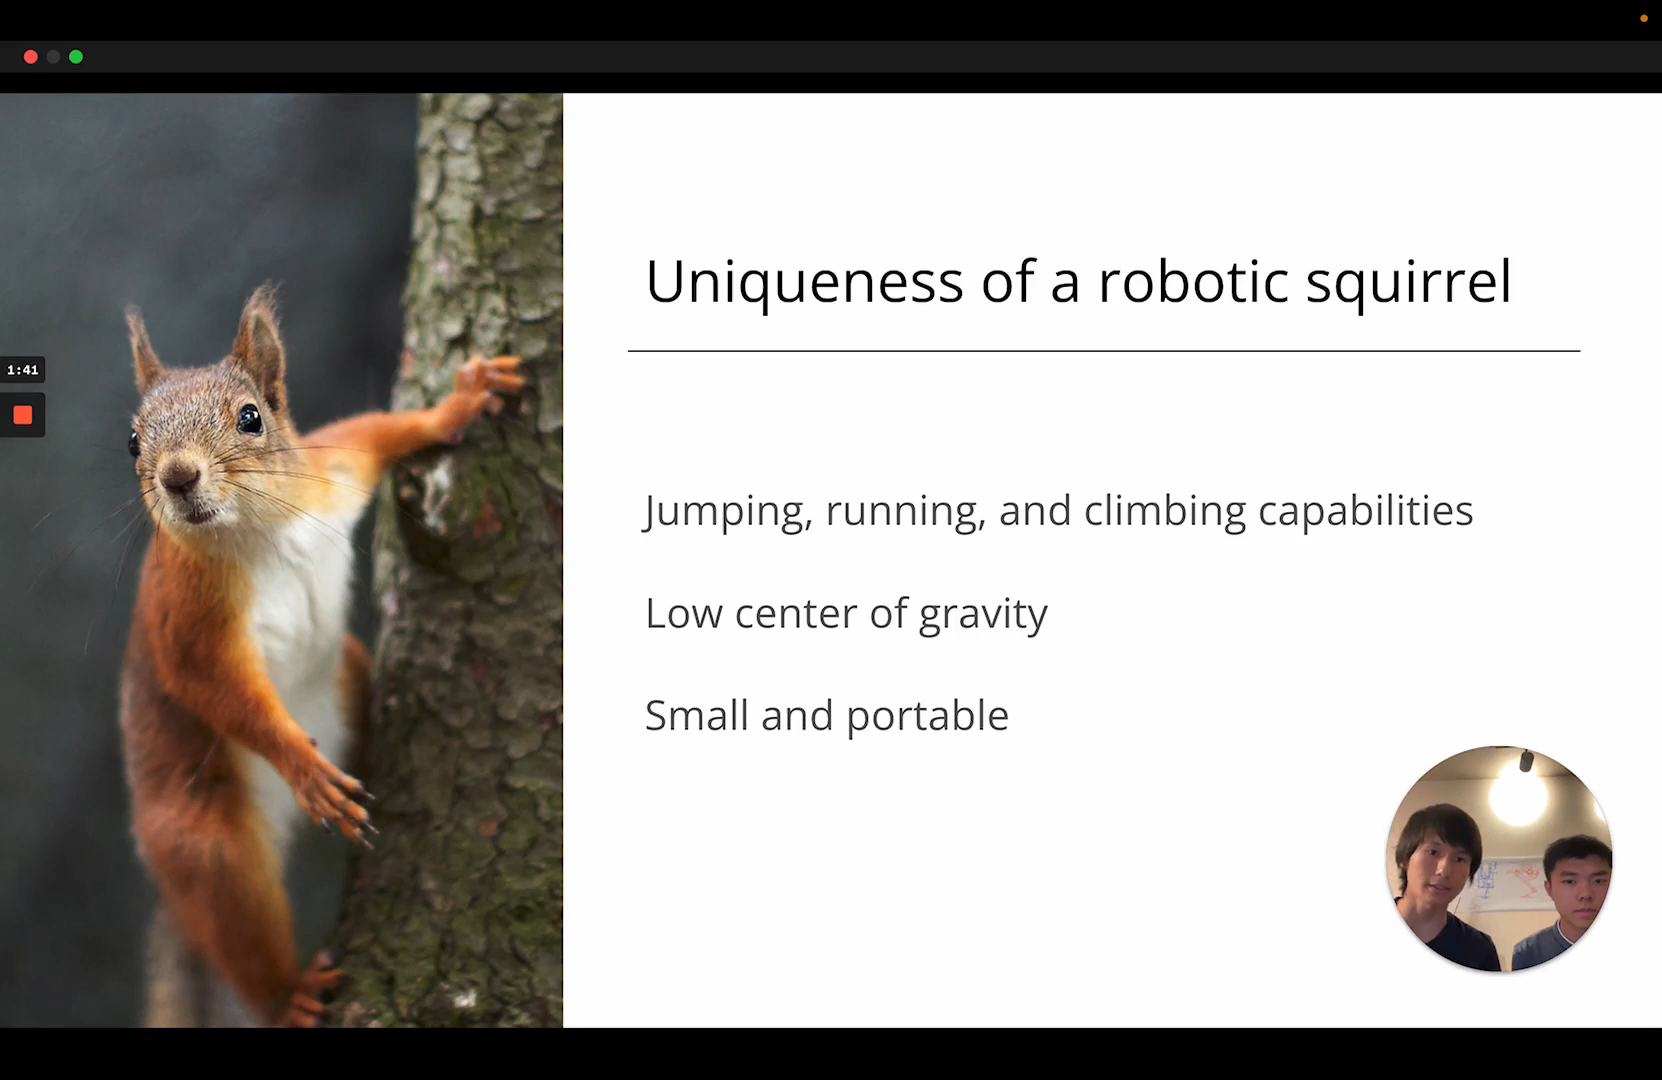 Uniqueness of a robotic squirrel
1:41
Jumping, running, and climbing capabilities
Low center of gravity
Small and portable